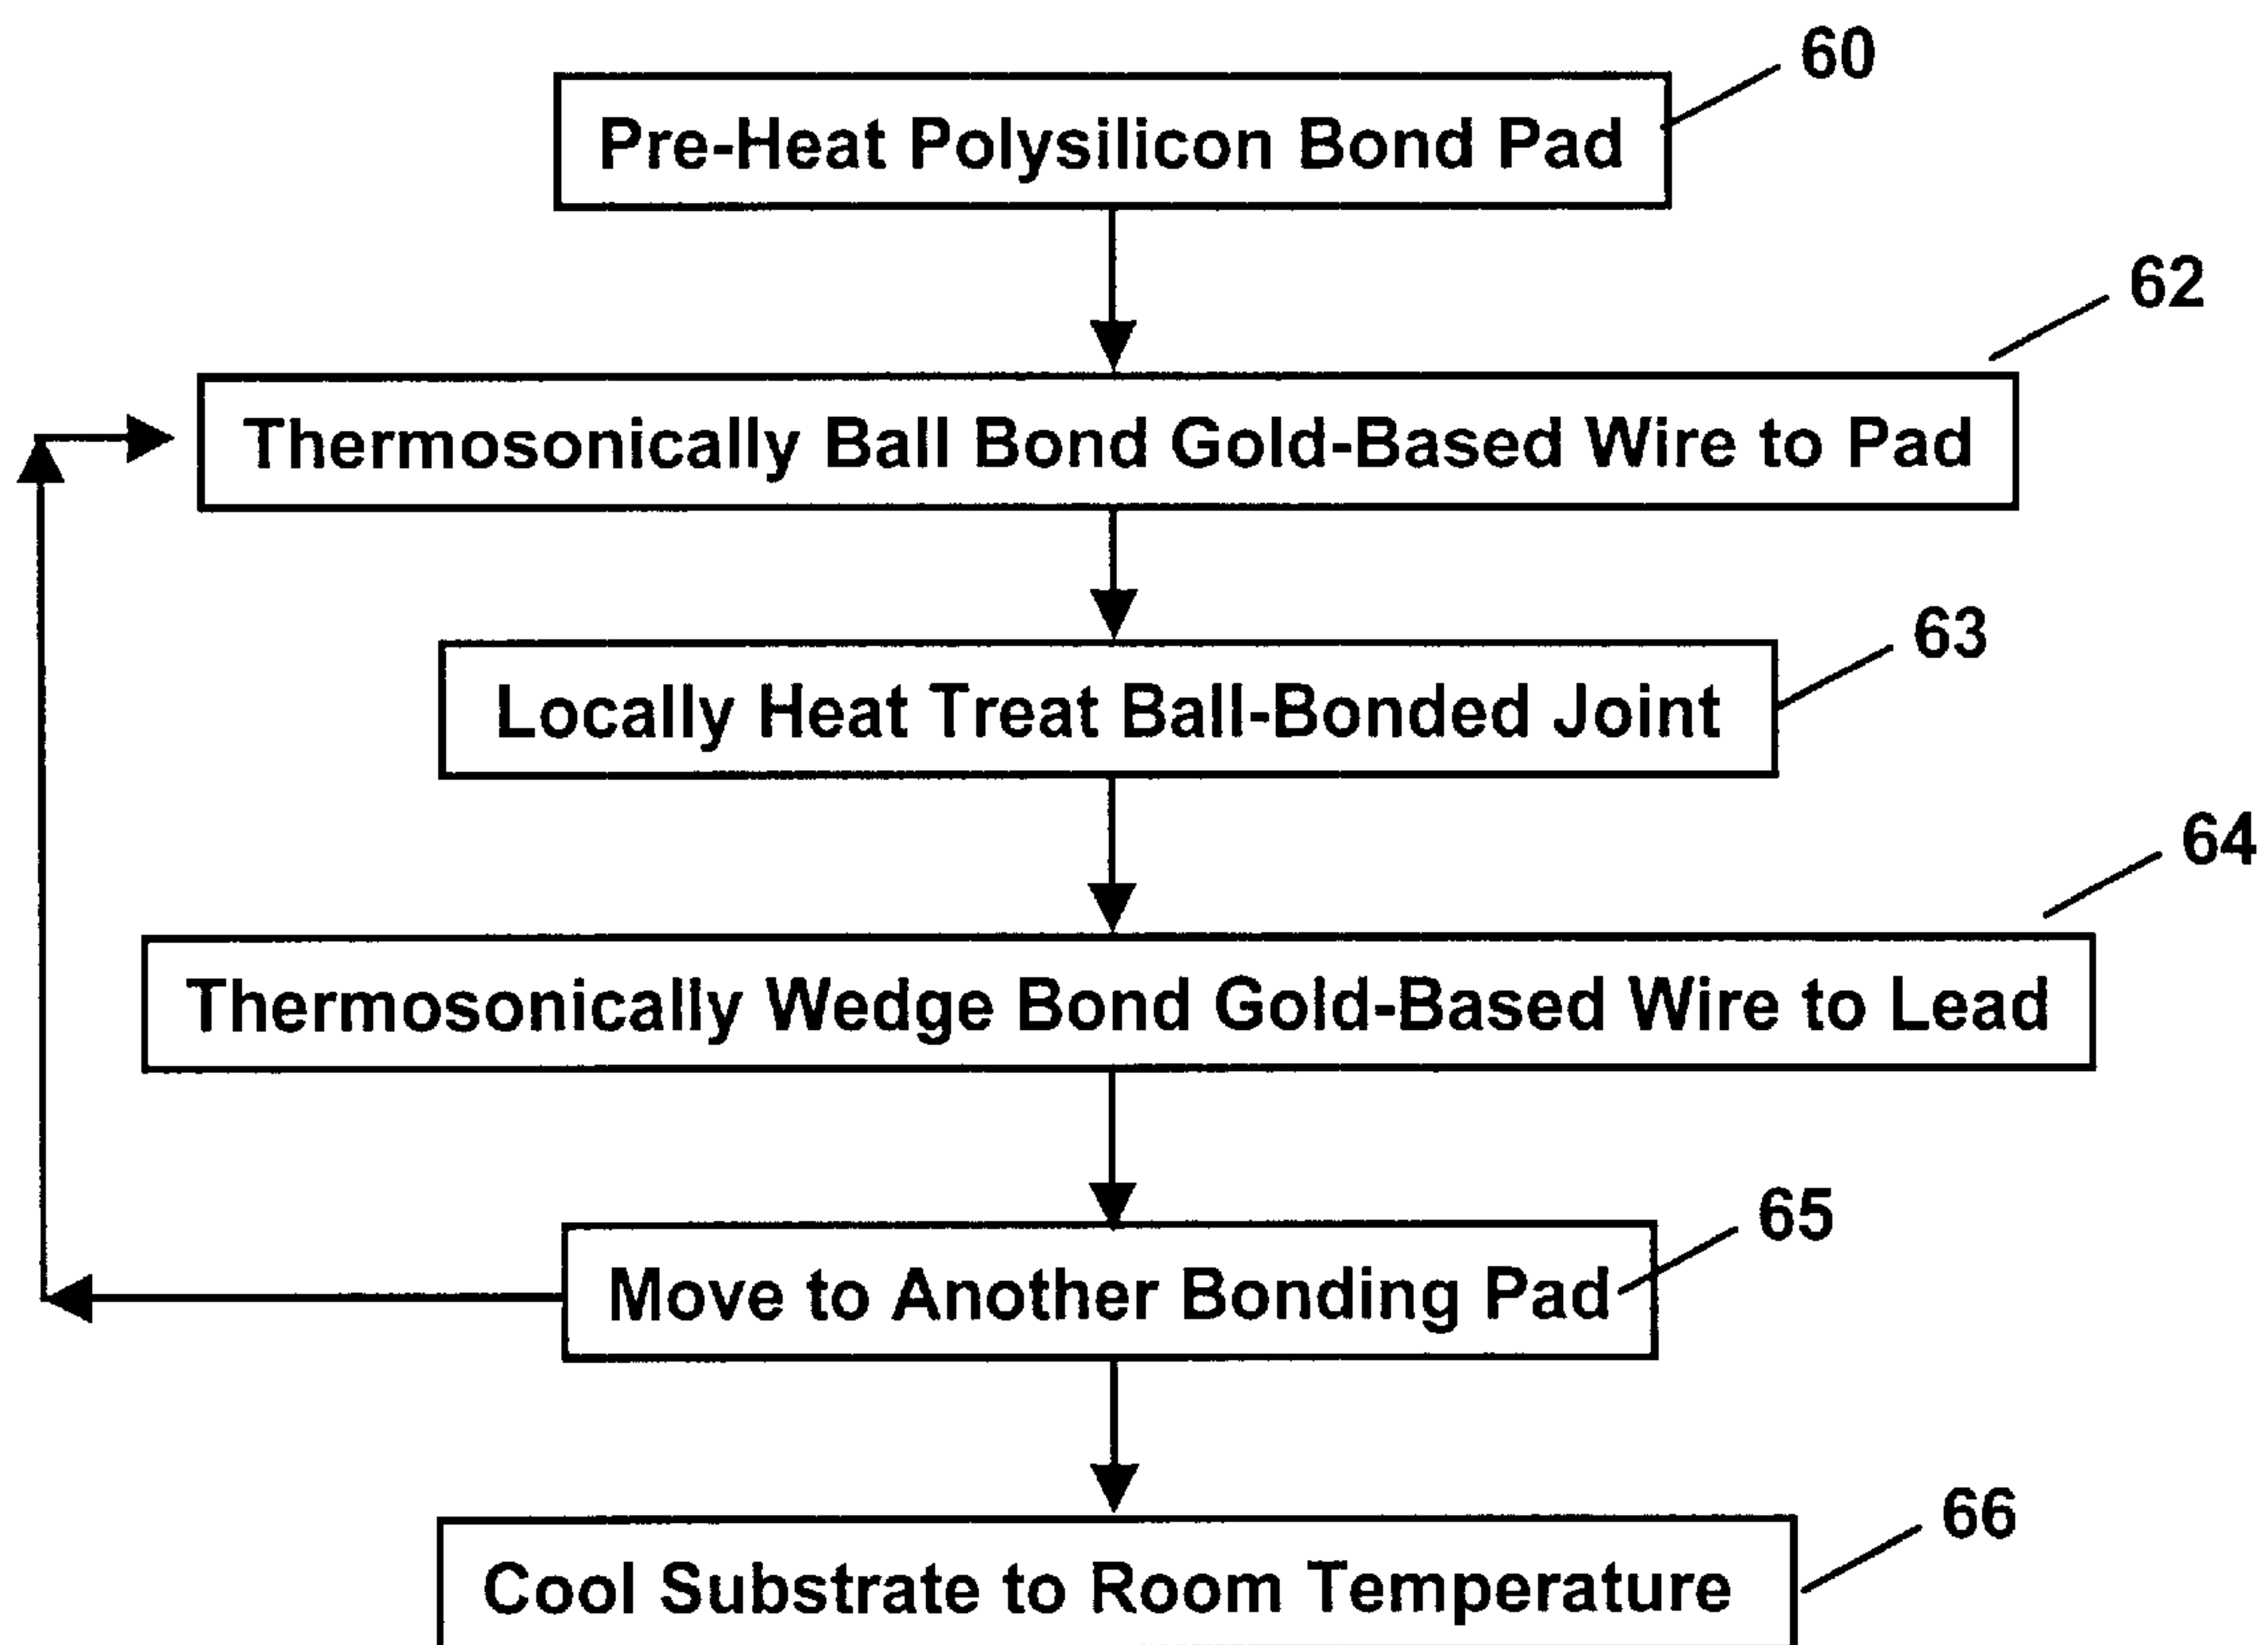 60
Pre-Heat Polysilicon Bond Pad
62
Thermosonically Ball Bond Gold-Based Wire to Pad
63
Locally Heat Treat Ball-Bonded Joint
64
Thermosonically Wedge Bond Gold-Based Wire to Lead
65
Move to Another Bonding Pad
66
Cool Substrate to Room Temperature